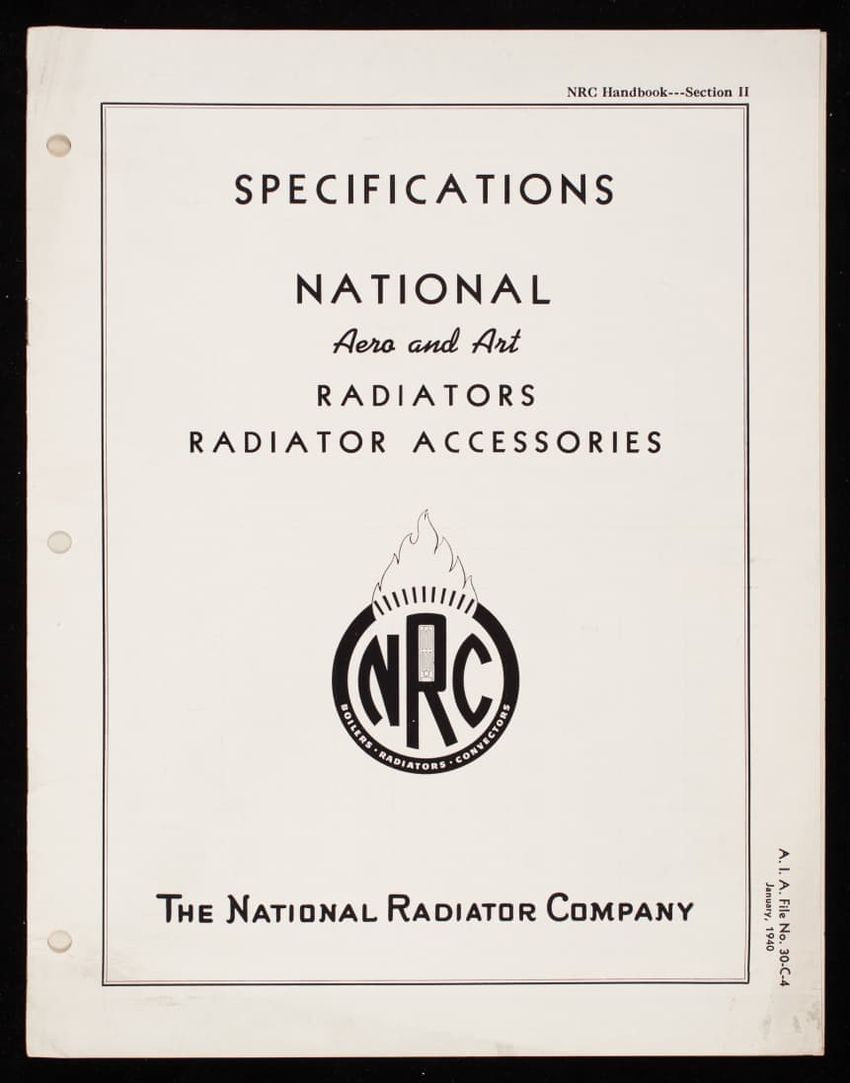 NRC Handbook---Section II
SPECIFICATIONS
NATIONAL
Aero and Art
RADIATORS
RADIATOR ACCESSORIES
NRC
BOILERS · RADIATORS · CONVECTORS
THE NATIONAL RADIATOR COMPANY
A. I. A. File No. 30-C-4
January, 1940